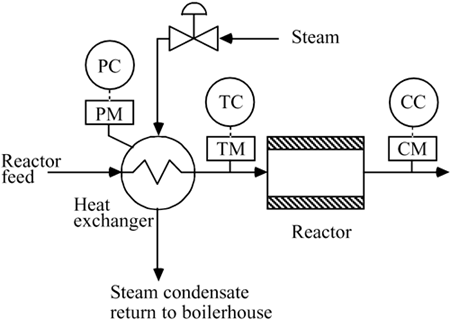 Steam
PC
TC
CC
PM
TM
CM
Reactor
feed
Heat
exchanger
Reactor
Steam condensate
return to boilerhouse